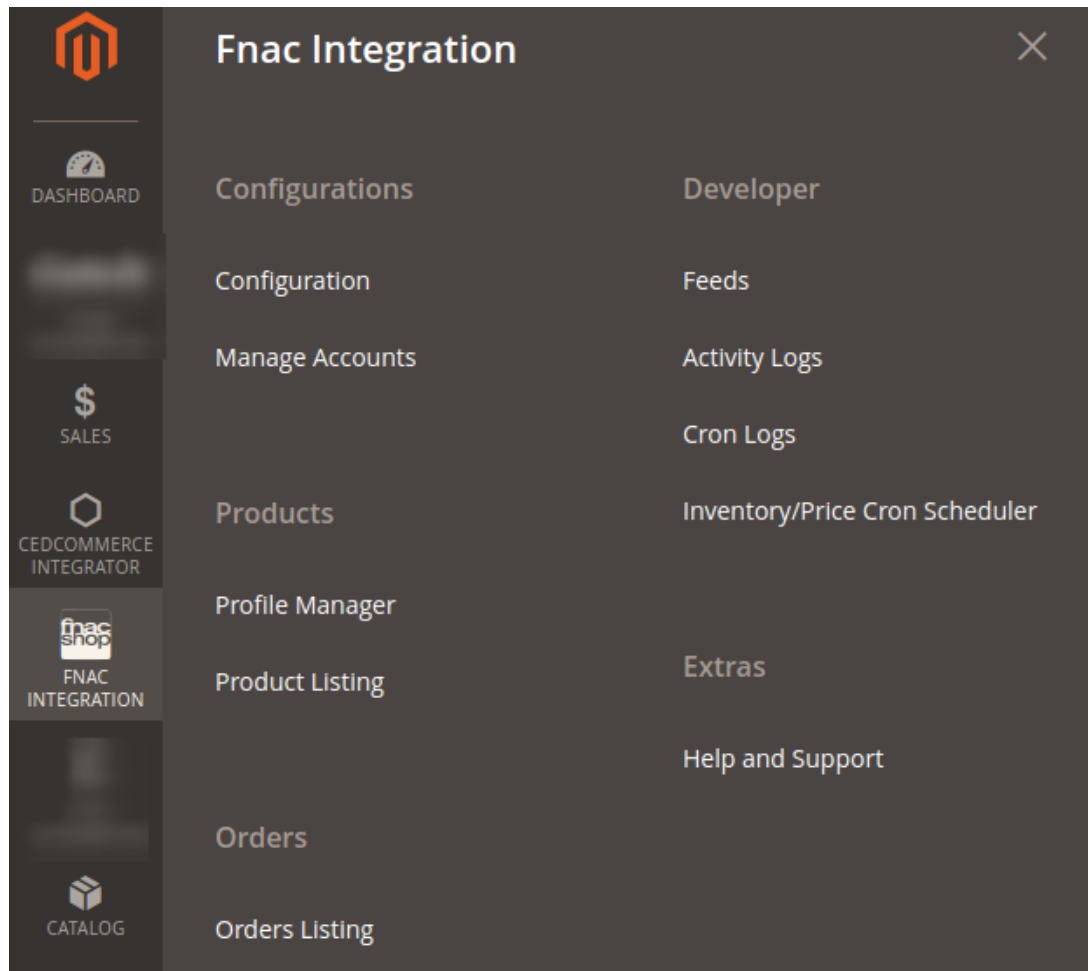 Fnac Integration
DASHBOARD
SALES
CEDCOMMERCE
INTEGRATOR
fnac
shop
FNAC
INTEGRATION
CATALOG
Configurations
Configuration
Manage Accounts
Products
Profile Manager
Product Listing
Orders
Orders Listing
Developer
Feeds
Activity Logs
Cron Logs
Inventory/Price Cron Scheduler
Extras
Help and Support